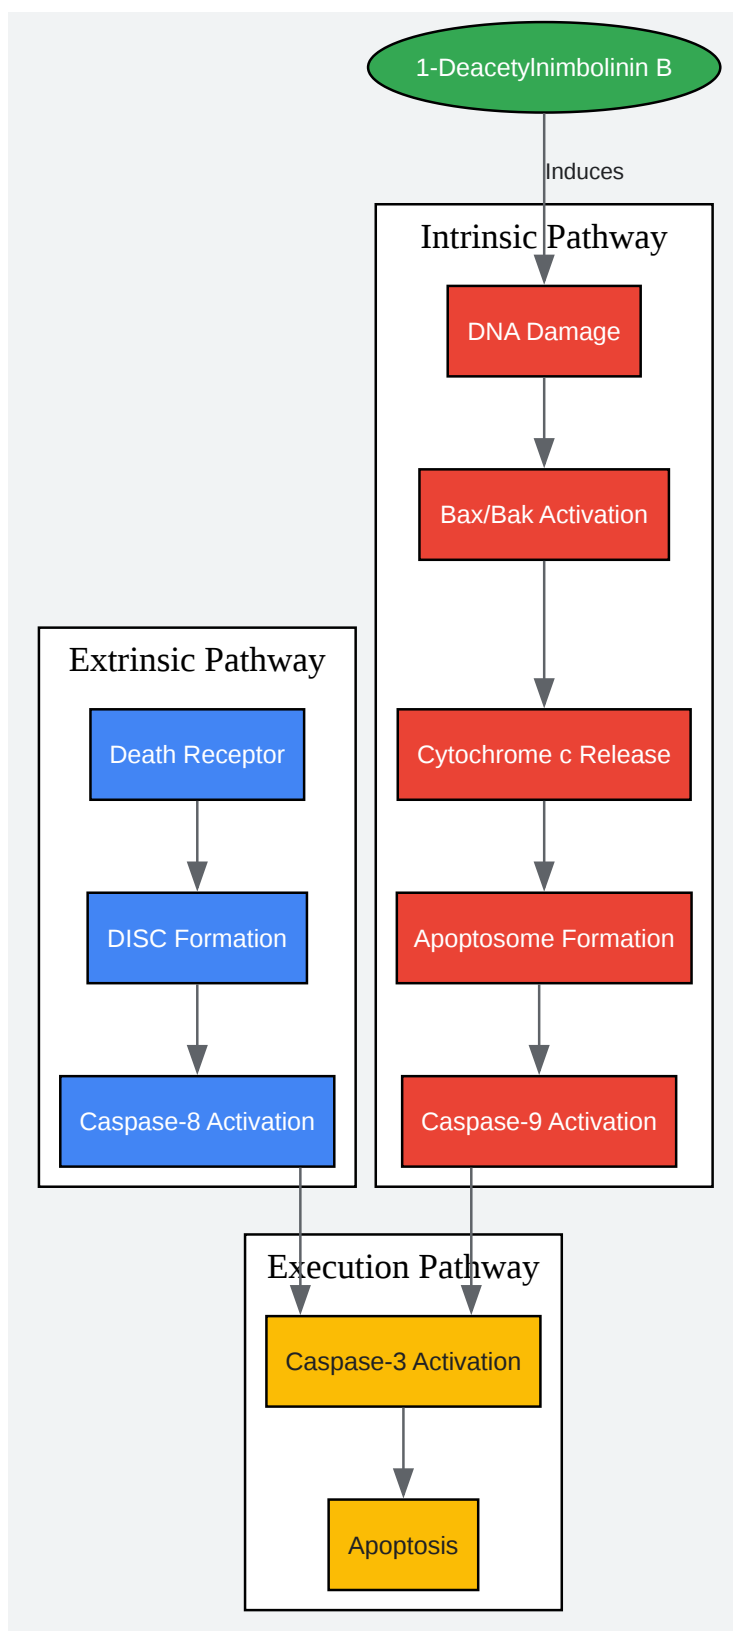 1-Deacetylnimbolinin B
Induces
Intrinsic Pathway
DNA Damage
Bax/Bak Activation
Cytochrome c Release
Apoptosome Formation
Caspase-9 Activation
Extrinsic Pathway
Death Receptor
DISC Formation
Caspase-8 Activation
Execution Pathway
Caspase-3 Activation
Apoptosis